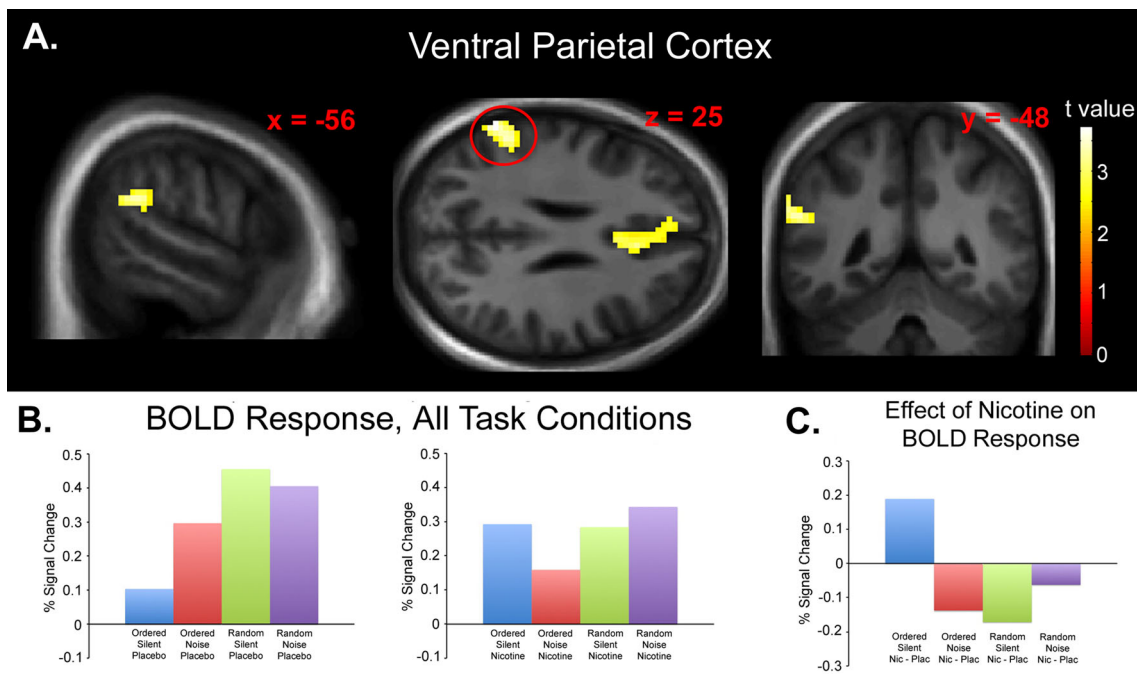 A.
Ventral Parietal Cortex
x = -56
z = 25
y = -48
t value
3
2
1
0
B.
BOLD Response, All Task Conditions
% Signal Change
0.5
0.4
0.3
0.2
0.1
0
-0.1
Ordered Silent Placebo
Ordered Noise Placebo
Random Silent Placebo
Random Noise Placebo
% Signal Change
0.5
0.4
0.3
0.2
0.1
0
-0.1
Ordered Silent Nicotine
Ordered Noise Nicotine
Random Silent Nicotine
Random Noise Nicotine
C.
Effect of Nicotine on
BOLD Response
% Signal Change
0.3
0.2
0.1
0
-0.1
-0.2
-0.3
Ordered Silent Nic - Plac
Ordered Noise Nic - Plac
Random Silent Nic - Plac
Random Noise Nic - Plac